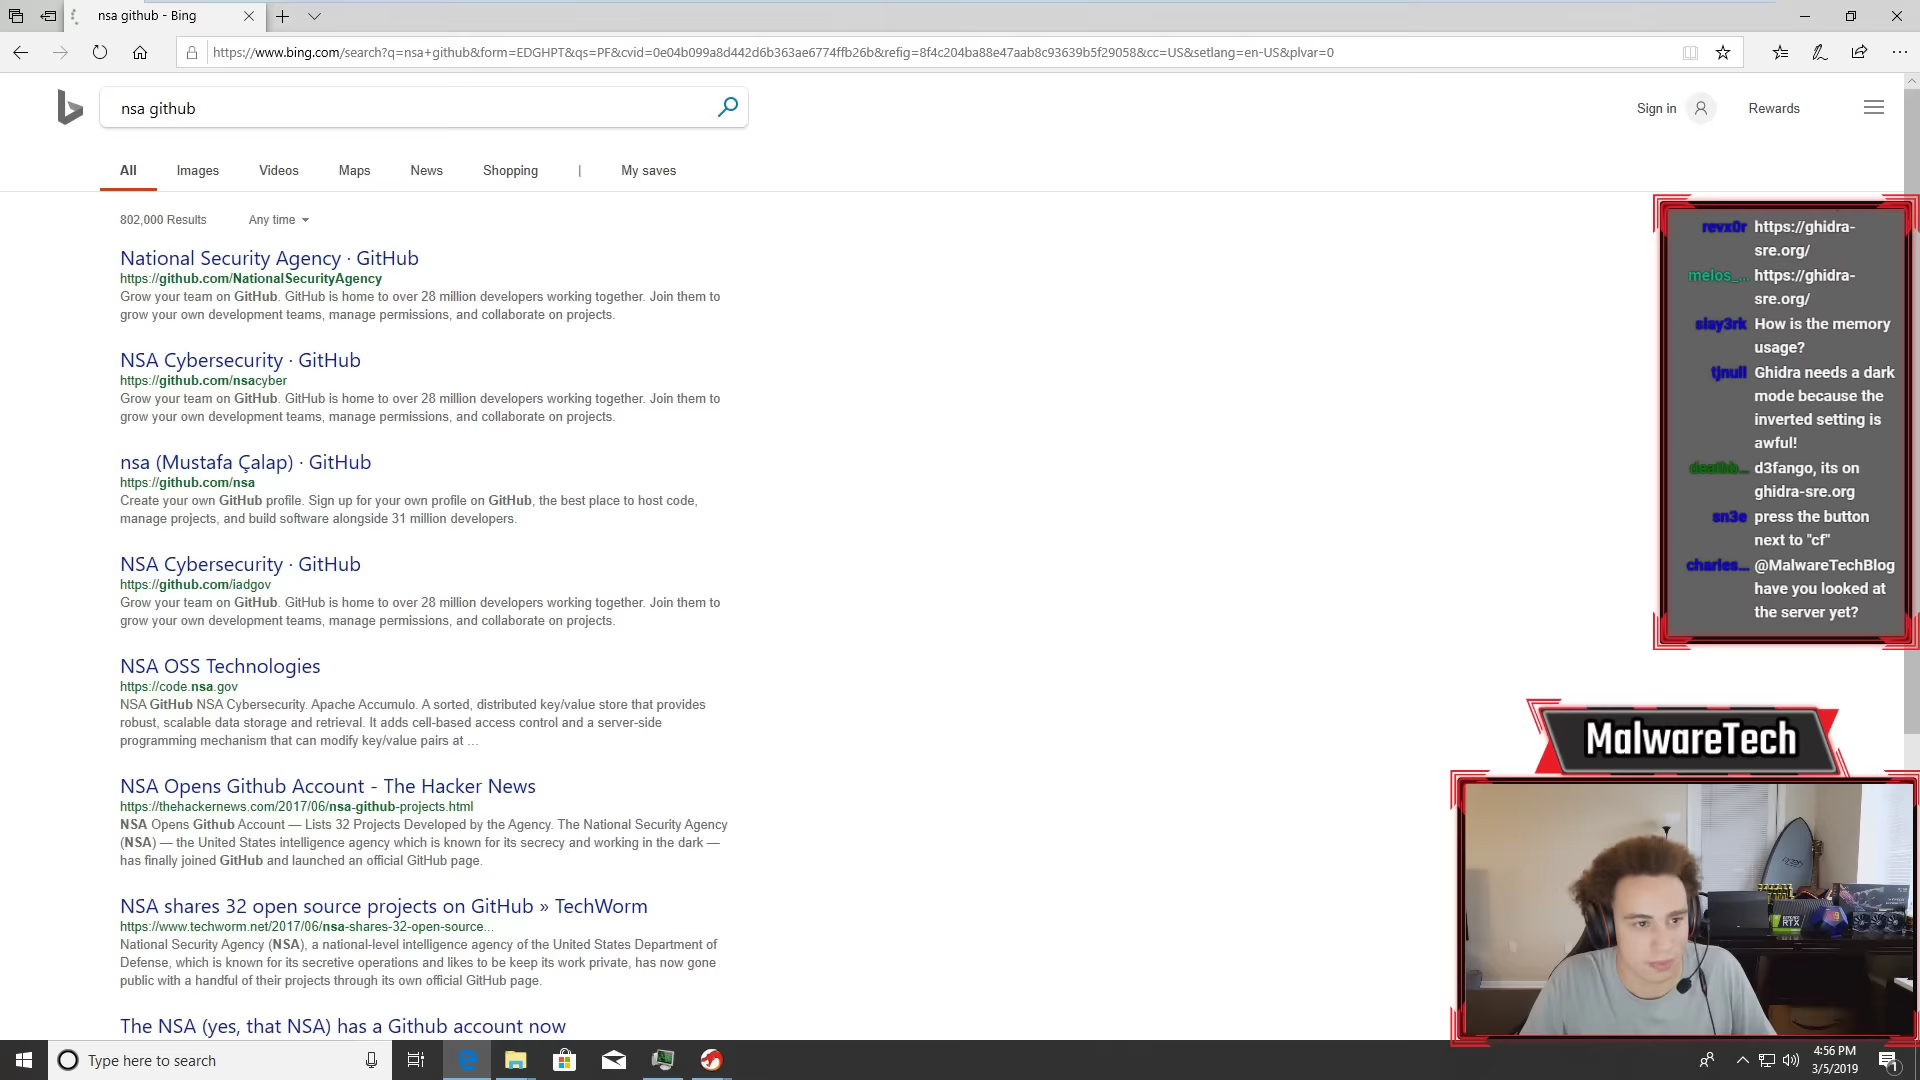 nsa github - Bing
https://www.bing.com/search?q=nsa+github&form=EDGHPT&qs=PF&cvid=0e04b099a8d442d6b363ae6774ffb26b&refig=8f4c204ba88e47aab8c93639b5f29058&cc=US&setlang=en-US&plvar=0
nsa github
Sign in
Rewards
All Images Videos Maps News Shopping | My saves
802,000 Results Any time
National Security Agency · GitHub
https://github.com/NationalSecurityAgency
Grow your team on GitHub. GitHub is home to over 28 million developers working together. Join them to
grow your own development teams, manage permissions, and collaborate on projects.
NSA Cybersecurity · GitHub
https://github.com/nsacyber
Grow your team on GitHub. GitHub is home to over 28 million developers working together. Join them to
grow your own development teams, manage permissions, and collaborate on projects.
nsa (Mustafa Çalap) · GitHub
https://github.com/nsa
Create your own GitHub profile. Sign up for your own profile on GitHub, the best place to host code,
manage projects, and build software alongside 31 million developers.
NSA Cybersecurity · GitHub
https://github.com/iadgov
Grow your team on GitHub. GitHub is home to over 28 million developers working together. Join them to
grow your own development teams, manage permissions, and collaborate on projects.
NSA OSS Technologies
https://code.nsa.gov
NSA GitHub NSA Cybersecurity. Apache Accumulo. A sorted, distributed key/value store that provides
robust, scalable data storage and retrieval. It adds cell-based access control and a server-side
programming mechanism that can modify key/value pairs at ...
NSA Opens Github Account - The Hacker News
https://thehackernews.com/2017/06/nsa-github-projects.html
NSA Opens Github Account — Lists 32 Projects Developed by the Agency. The National Security Agency
(NSA) — the United States intelligence agency which is known for its secrecy and working in the dark —
has finally joined GitHub and launched an official GitHub page.
NSA shares 32 open source projects on GitHub » TechWorm
https://www.techworm.net/2017/06/nsa-shares-32-open-source...
National Security Agency (NSA), a national-level intelligence agency of the United States Department of
Defense, which is known for its secretive operations and likes to be keep its work private, has now gone
public with a handful of their projects through its own official GitHub page.
The NSA (yes, that NSA) has a Github account now
revx0r https://ghidra-
sre.org/
melos_... https://ghidra-
sre.org/
slay3rk How is the memory
usage?
tjnull Ghidra needs a dark
mode because the
inverted setting is
awful!
deathb... d3fango, its on
ghidra-sre.org
sn3e press the button
next to "cf"
charles... @MalwareTechBlog
have you looked at
the server yet?
MalwareTech
Type here to search
4:56 PM
3/5/2019
1